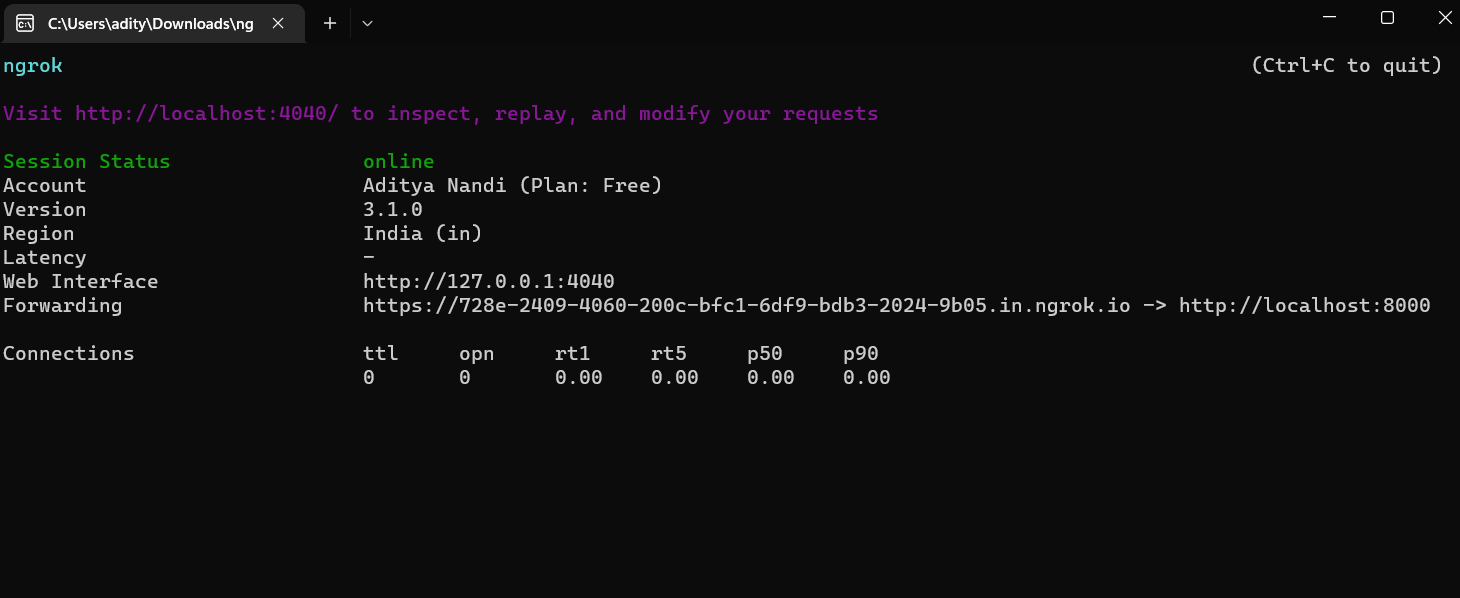 C:\Users\adity\Downloads\ng
ngrok (Ctrl+C to quit)
Visit http://localhost:4040/ to inspect, replay, and modify your requests
Session Status online
Account Aditya Nandi (Plan: Free)
Version 3.1.0
Region India (in)
Latency -
Web Interface http://127.0.0.1:4040
Forwarding https://728e-2409-4060-200c-bfc1-6df9-bdb3-2024-9b05.in.ngrok.io -> http://localhost:8000
Connections ttl opn rt1 rt5 p50 p90
0 0 0.00 0.00 0.00 0.00